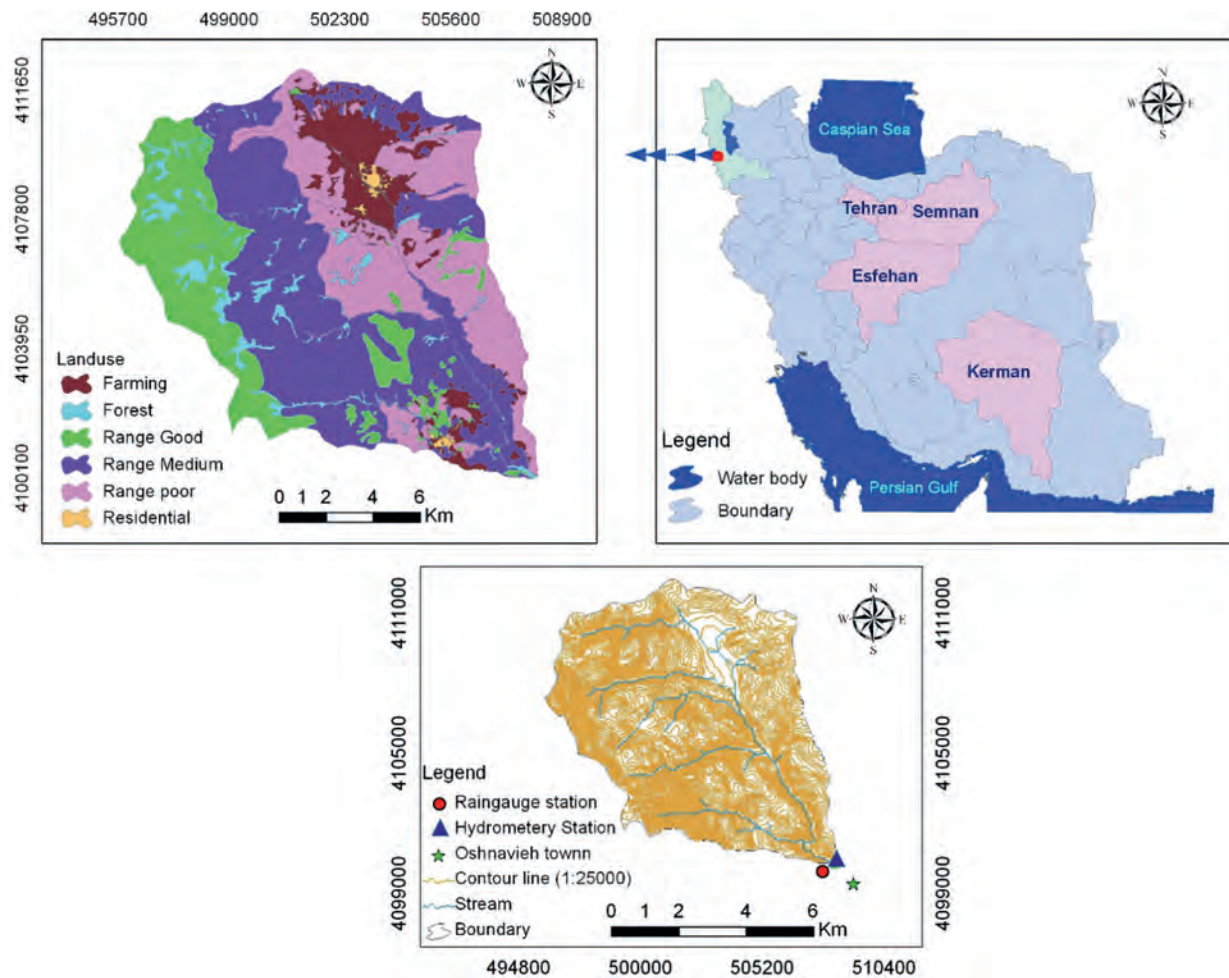 495700 499000 502300 505600 508900
4111650
4107800
4103950
4100100
N
W E
S
Landuse
Farming
Forest
Range Good
Range Medium
Range poor
Residential
0 1 2 4 6
Km
N
W E
S
Caspian Sea
Tehran Semnan
Esfehan
Kerman
Persian Gulf
Legend
Water body
Boundary
4111000
4105000
4099000
N
W E
S
Legend
Raingauge station
Hydrometery Station
Oshnavieh townn
Contour line (1:25000)
Stream
Boundary
0 1 2 4 6
Km
4111000
4105000
4099000
494800 500000 505200 510400